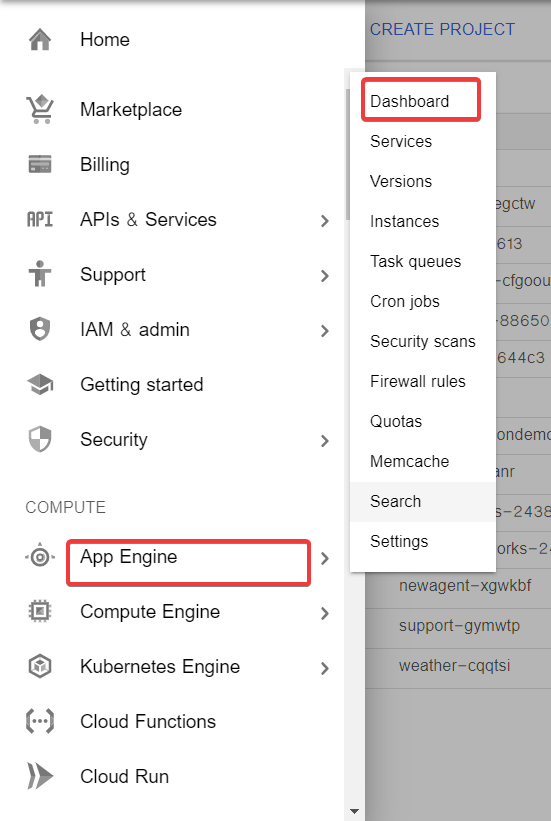 Home
Marketplace
Billing
API APIs & Services
Support
IAM & admin
Getting started
Security
COMPUTE
App Engine
Compute Engine
Kubernetes Engine
Cloud Functions
Cloud Run
Dashboard
Services
Versions
Instances
Task queues
Cron jobs
Security scans
Firewall rules
Quotas
Memcache
Search
Settings
CREATE PROJECT
egctw
613
-cfgoou
-88650
644c3
ondemo
anr
s-2438
orks-24
newagent-xgwkbf
support-gymwtp
weather-cqqtsi